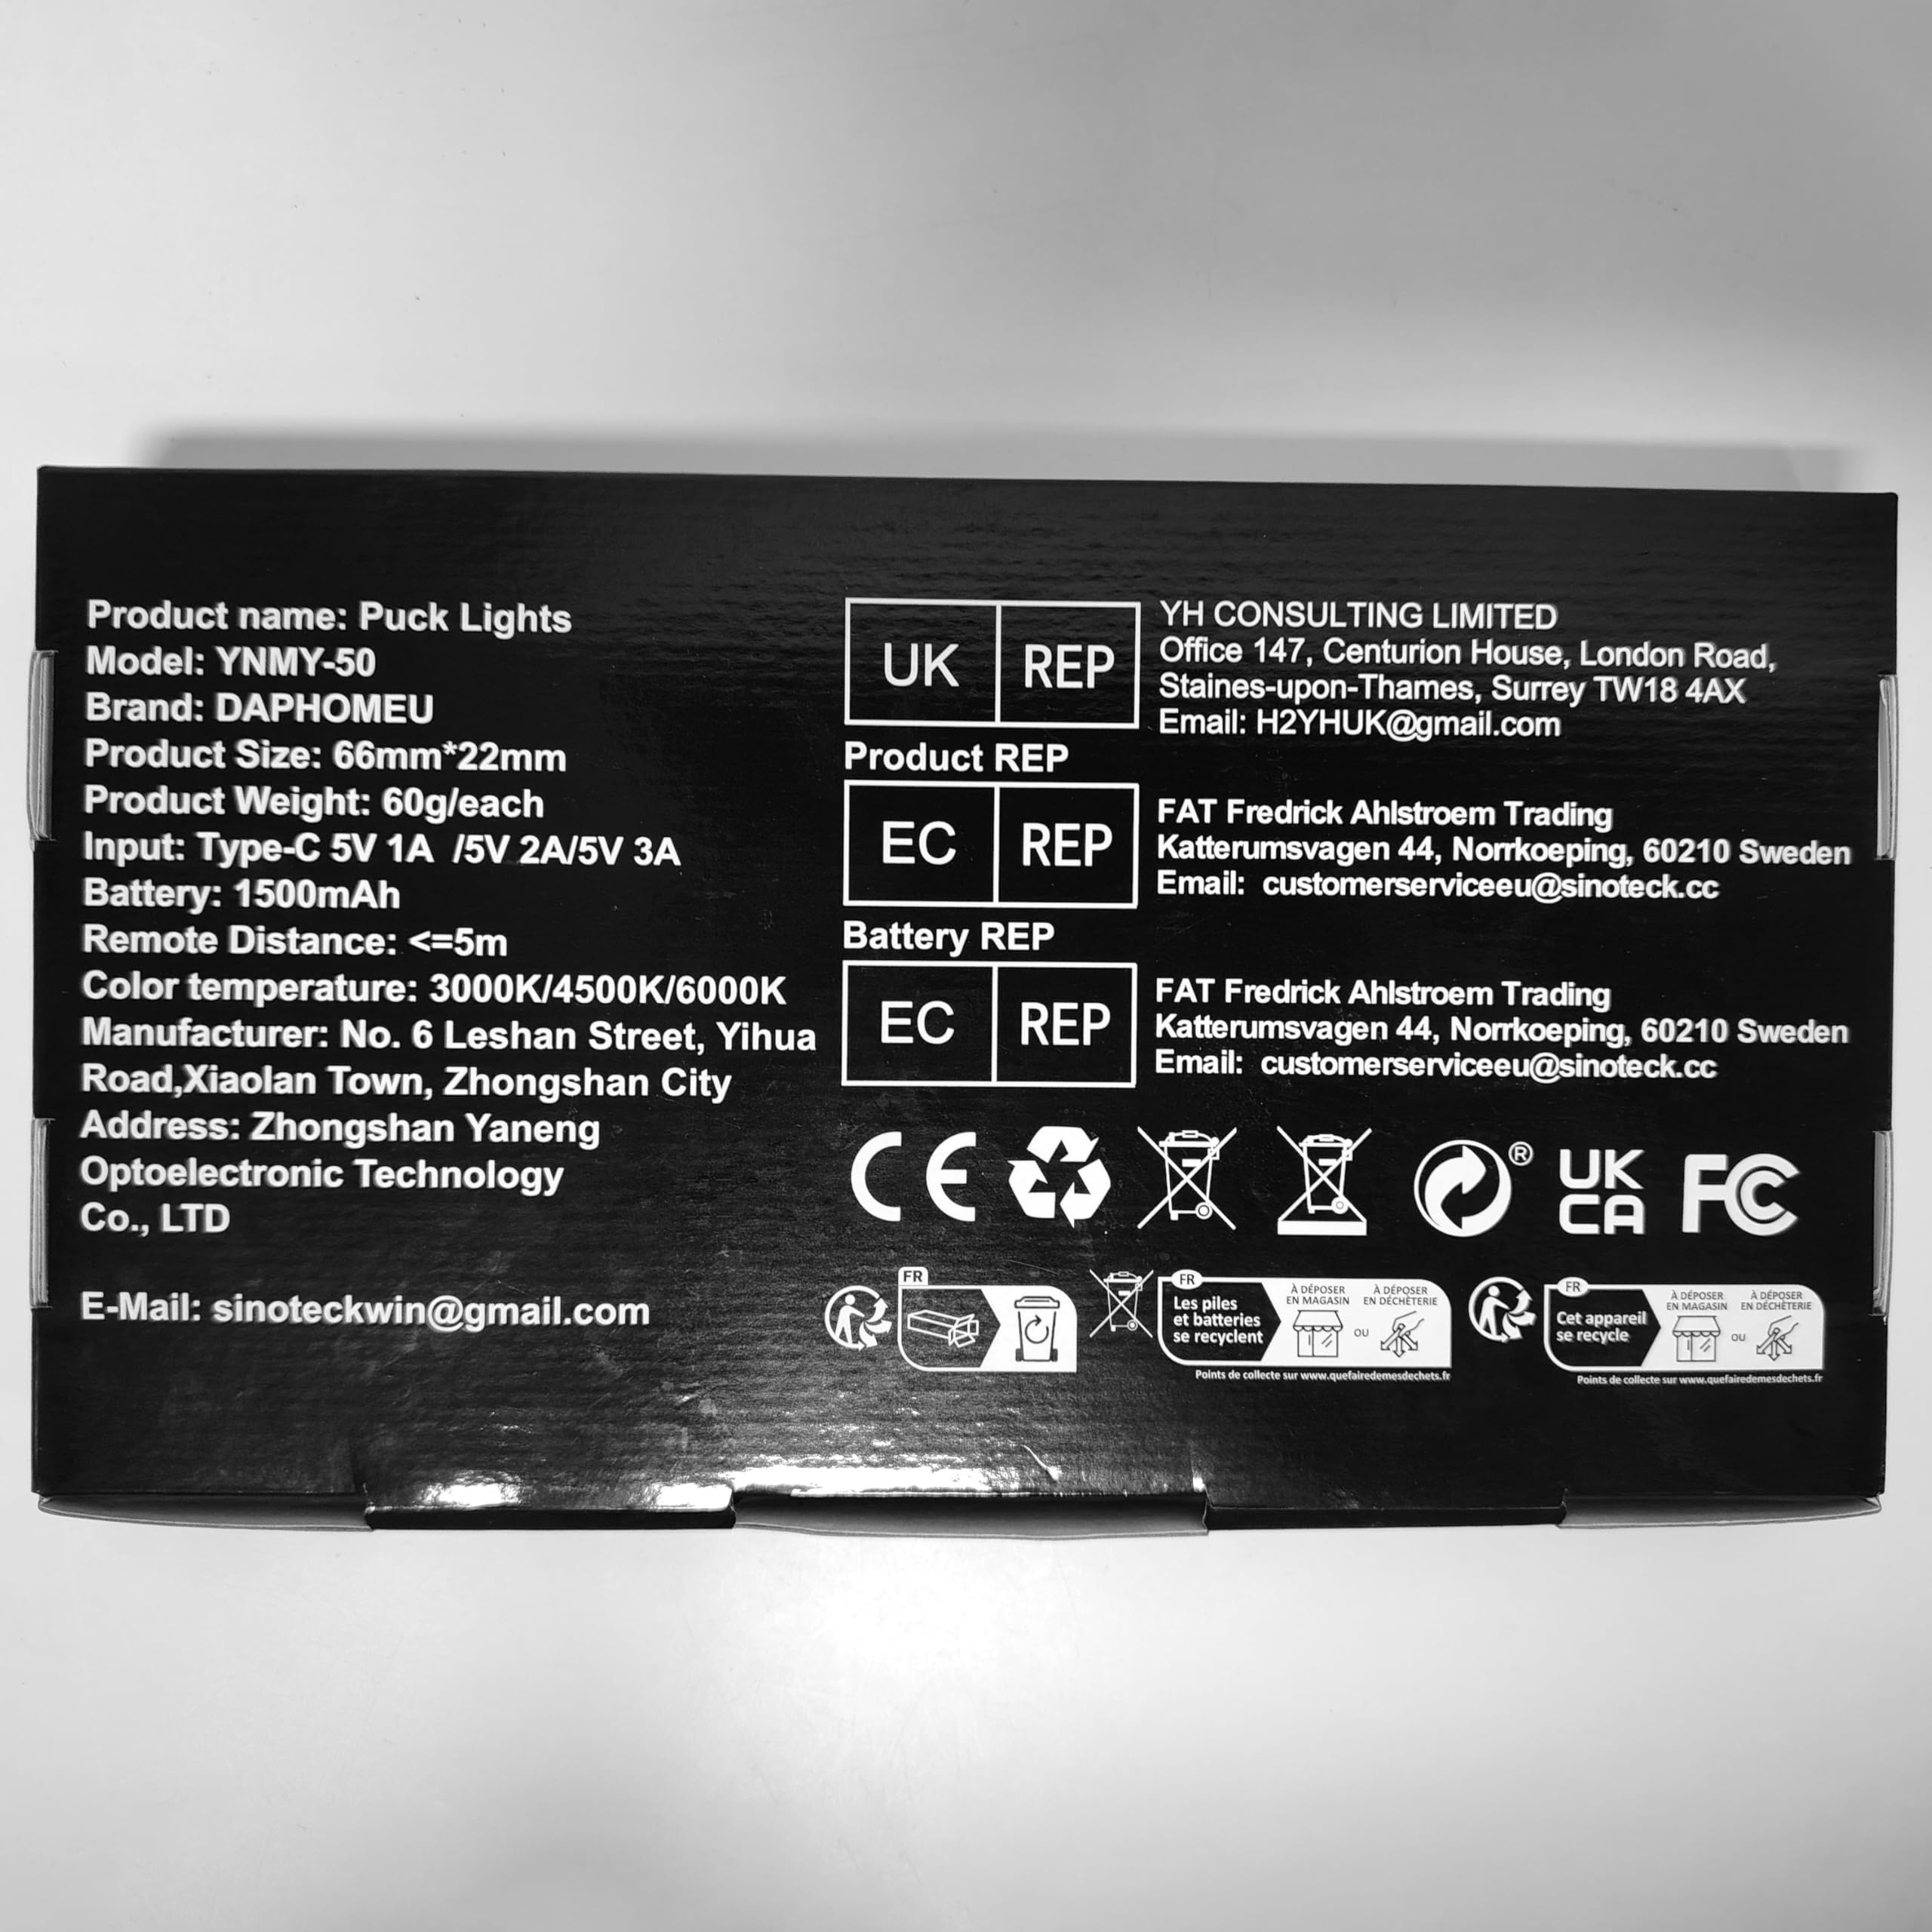 Product name: Puck Lights
Model: YNMY-50
Brand: DAPHOMEU
Product Size: 66mm*22mm
Product Weight: 60g/each
Input: Type-C 5V 1A /5V 2A/5V 3A
Battery: 1500mAh
Remote Distance: <=5m
Color temperature: 3000K/4500K/6000K
Manufacturer: No. 6 Leshan Street, Yihua
Road,Xiaolan Town, Zhongshan City
Address: Zhongshan Yaneng
Optoelectronic Technology
Co., LTD
E-Mail: sinoteckwin@gmail.com
UK REP
YH CONSULTING LIMITED
Office 147, Centurion House, London Road,
Staines-upon-Thames, Surrey TW18 4AX
Email: H2YHUK@gmail.com
Product REP
EC REP
FAT Fredrick Ahlstroem Trading
Katterumsvagen 44, Norrkoeping, 60210 Sweden
Email: customerserviceeu@sinoteck.cc
Battery REP
EC REP
FAT Fredrick Ahlstroem Trading
Katterumsvagen 44, Norrkoeping, 60210 Sweden
Email: customerserviceeu@sinoteck.cc
CE ® UK
CA FC
FR
FR
Les piles
et batteries
se recyclent
À DÉPOSER
EN MAGASIN
OU
À DÉPOSER
EN DÉCHÈTERIE
Points de collecte sur www.quefairedemesdechets.fr
FR
Cet appareil
se recycle
À DÉPOSER
EN MAGASIN
OU
À DÉPOSER
EN DÉCHÈTERIE
Points de collecte sur www.quefairedemesdechets.fr